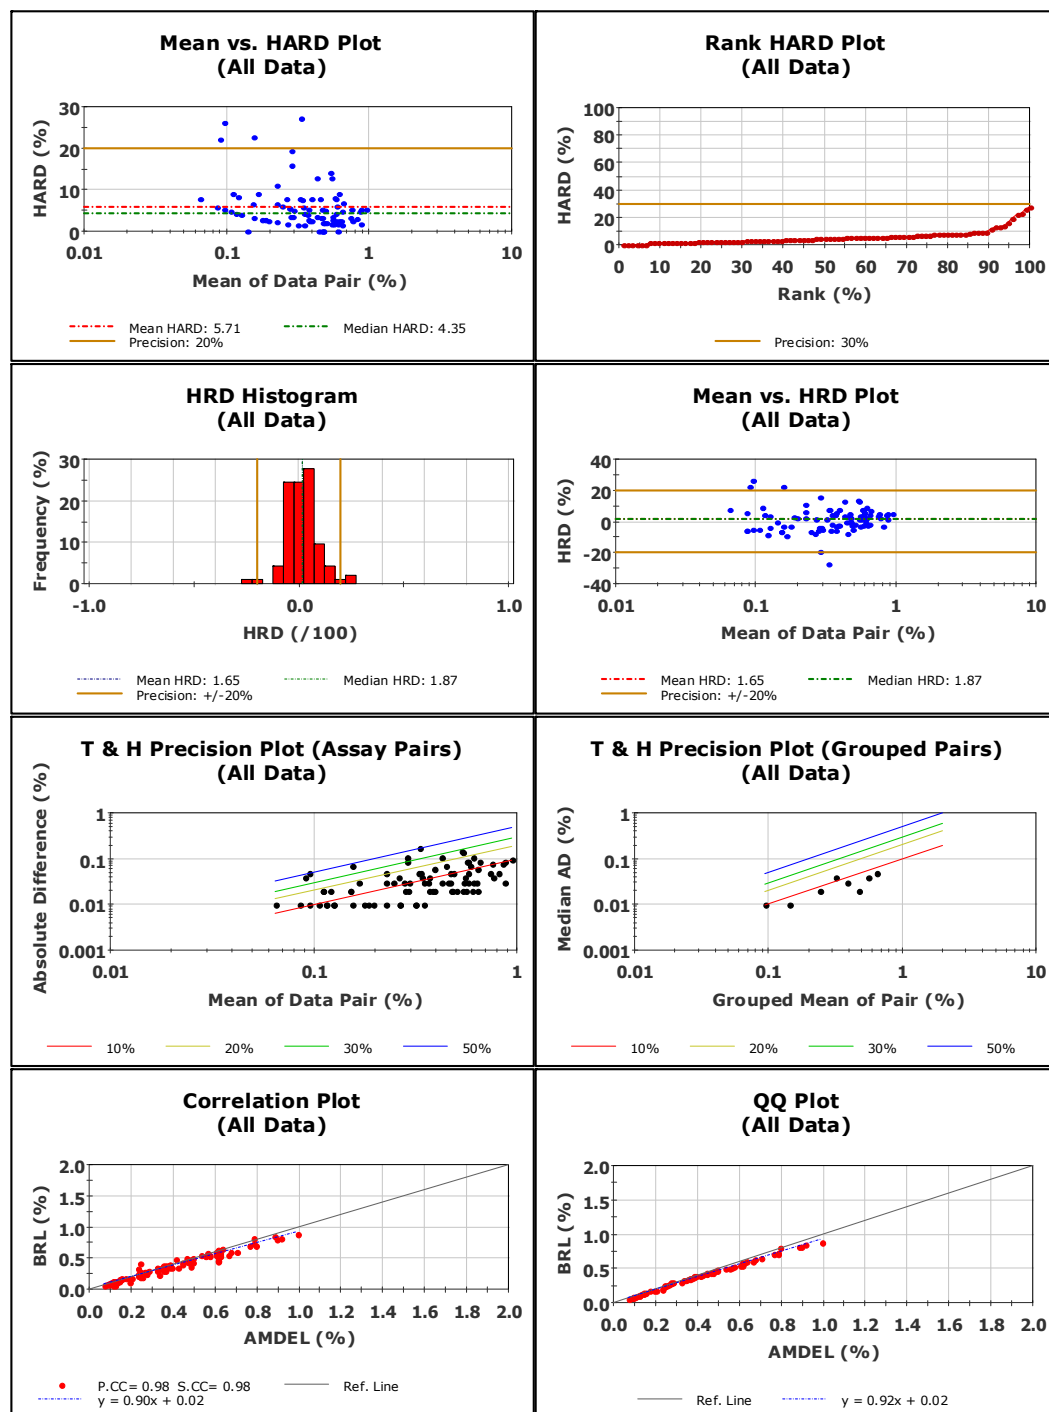 Mean vs. HARD Plot
(All Data)
HARD (%)
30
20
10
0
0.01 0.1 1 10
Mean of Data Pair (%)
Mean HARD: 5.71 Median HARD: 4.35
Precision: 20%
Rank HARD Plot
(All Data)
HARD (%)
100
80
60
40
20
0
0 10 20 30 40 50 60 70 80 90 100
Rank (%)
Precision: 30%
HRD Histogram
(All Data)
Frequency (%)
30
20
10
0
-1.0 0.0 1.0
HRD (/100)
Mean HRD: 1.65 Median HRD: 1.87
Precision: +/-20%
Mean vs. HRD Plot
(All Data)
HRD (%)
40
20
0
-20
-40
0.01 0.1 1 10
Mean of Data Pair (%)
Mean HRD: 1.65 Median HRD: 1.87
Precision: +/-20%
T & H Precision Plot (Assay Pairs)
(All Data)
Absolute Difference (%)
1
0.1
0.01
0.001
0.01 0.1 1
Mean of Data Pair (%)
10% 20% 30% 50%
T & H Precision Plot (Grouped Pairs)
(All Data)
Median AD (%)
1
0.1
0.01
0.001
0.01 0.1 1 10
Grouped Mean of Pair (%)
10% 20% 30% 50%
Correlation Plot
(All Data)
BRL (%)
2.0
1.5
1.0
0.5
0.0
0.0 0.2 0.4 0.6 0.8 1.0 1.2 1.4 1.6 1.8 2.0
AMDEL (%)
P.CC= 0.98 S.CC= 0.98 Ref. Line
y = 0.90x + 0.02
QQ Plot
(All Data)
BRL (%)
2.0
1.5
1.0
0.5
0.0
0.0 0.2 0.4 0.6 0.8 1.0 1.2 1.4 1.6 1.8 2.0
AMDEL (%)
Ref. Line y = 0.92x + 0.02